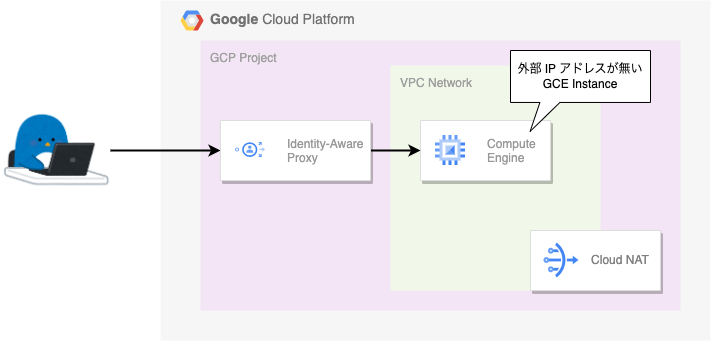 Google Cloud Platform
GCP Project
外部 IP アドレスが無い
GCE Instance
VPC Network
Identity-Aware
Proxy
Compute
Engine
Cloud NAT